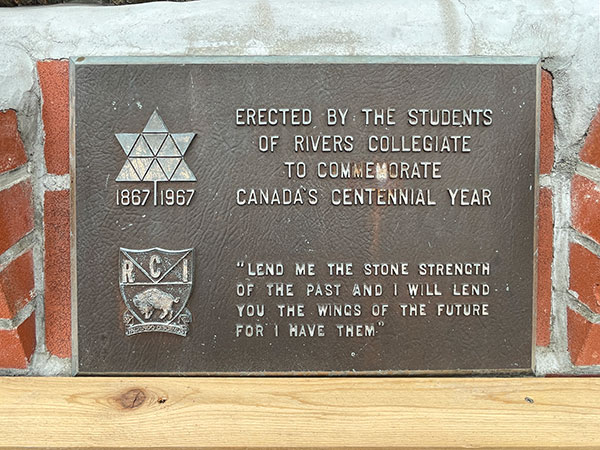 ERECTED BY THE STUDENTS
OF RIVERS COLLEGIATE
TO COMMEMORATE
CANADA'S CENTENNIAL YEAR
1867 1967
RCI
"LEND ME THE STONE STRENGTH
OF THE PAST AND I WILL LEND
YOU THE WINGS OF THE FUTURE
FOR I HAVE THEM"